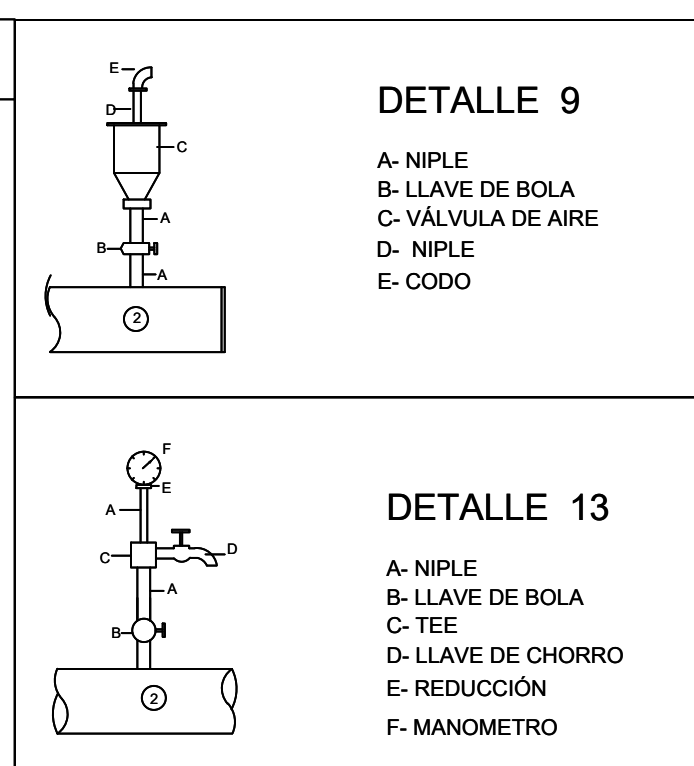 E
D
C
A
B
A
2
DETALLE 9
A- NIPLE
B- LLAVE DE BOLA
C- VÁLVULA DE AIRE
D- NIPLE
E- CODO
F
E
A
C
D
A
B
2
DETALLE 13
A- NIPLE
B- LLAVE DE BOLA
C- TEE
D- LLAVE DE CHORRO
E- REDUCCIÓN
F- MANOMETRO